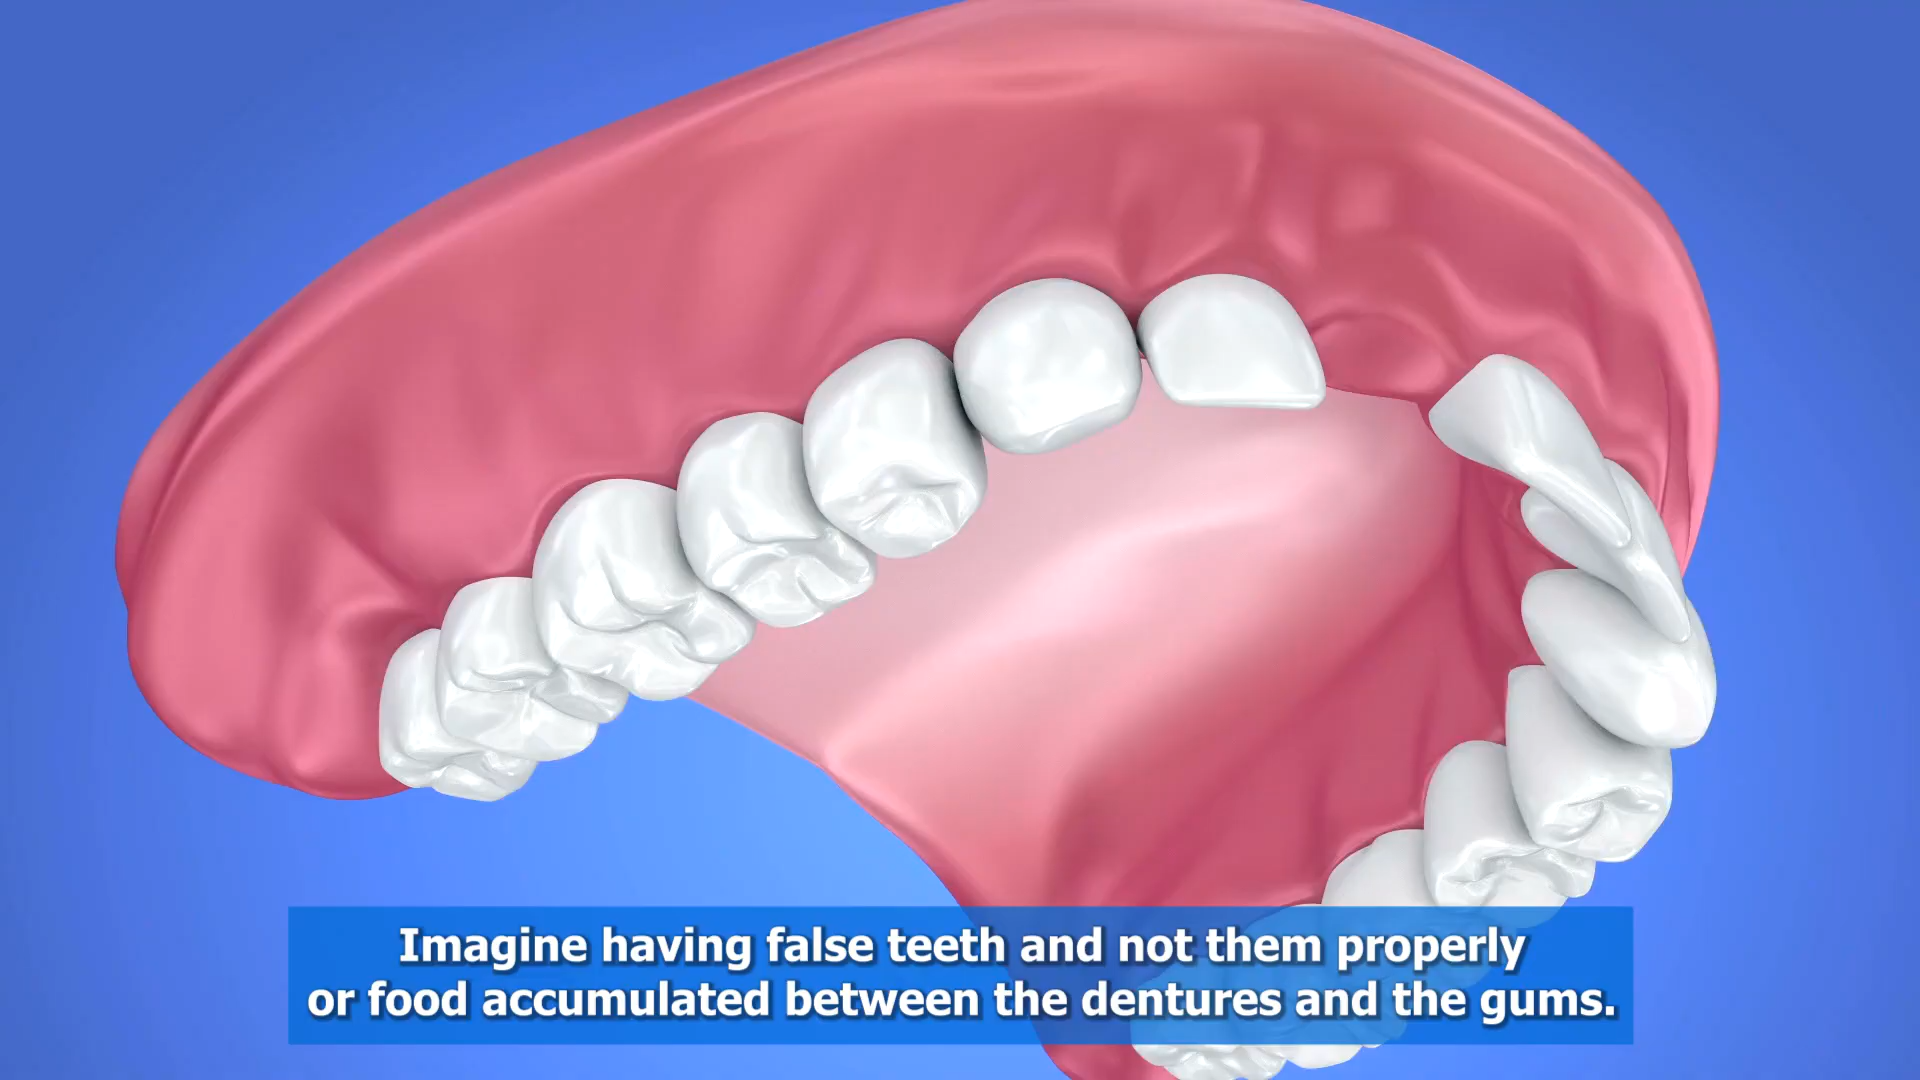 Imagine having false teeth and not them properly
or food accumulated between the dentures and the gums.